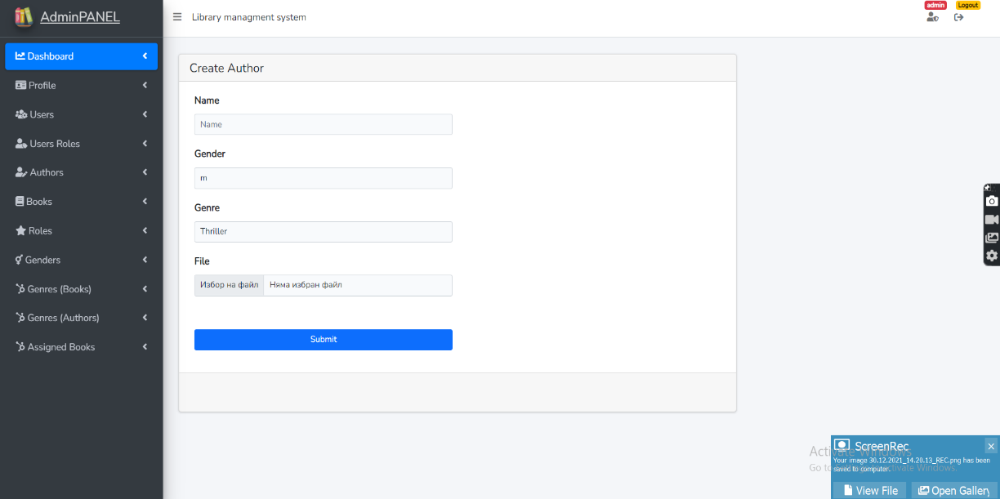 AdminPANEL
Library managment system
admin
Logout
Dashboard
Profile
Users
Users Roles
Authors
Books
Roles
Genders
Genres (Books)
Genres (Authors)
Assigned Books
Create Author
Name
Name
Gender
m
Genre
Thriller
File
Избор на файл Няма избран файл
Submit
Activate Windows
Go to
ScreenRec
Your image 30.12.2021_14.20.13_REC.png has been
saved to computer.
View File
Open Gallery